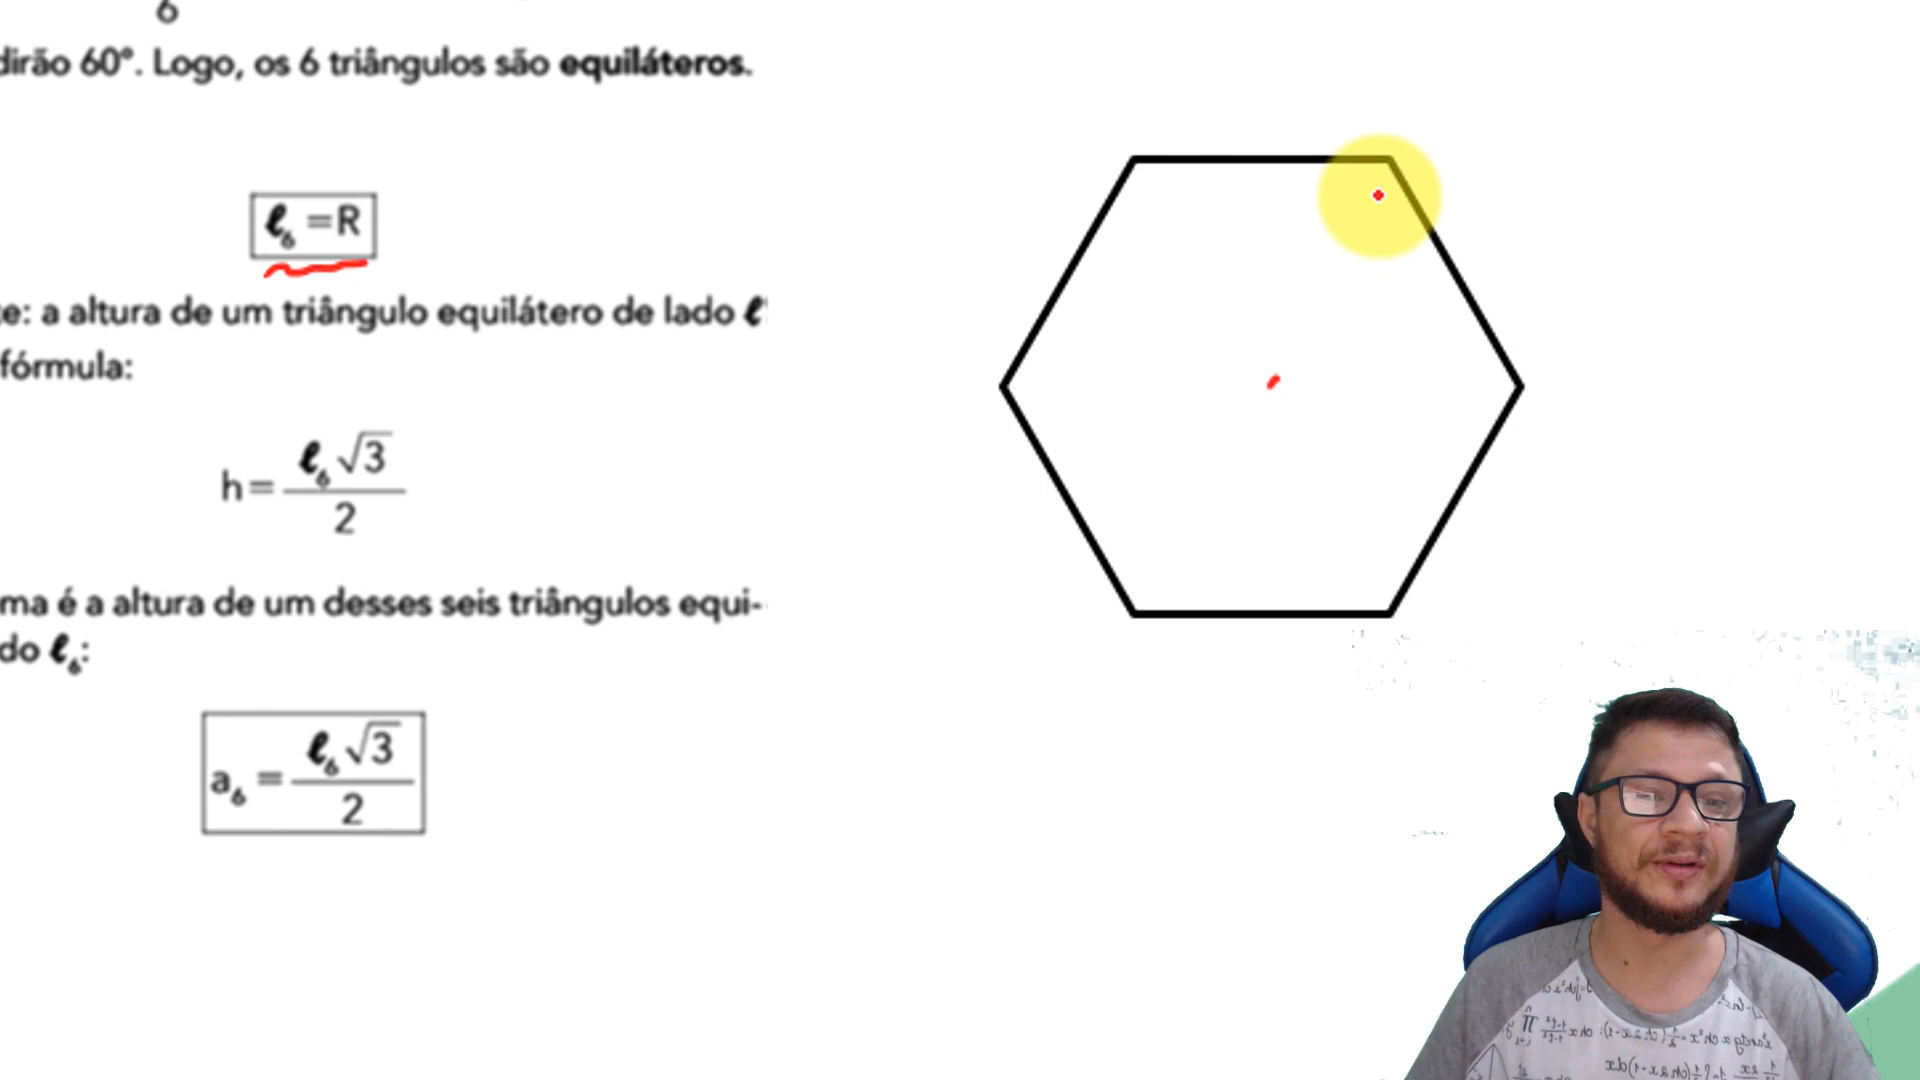 6
dirão 60°. Logo, os 6 triângulos são equiláteros.
ℓ₆ = R
te: a altura de um triângulo equilátero de lado ℓ
fórmula:
h = ℓ₆√3 / 2
ma é a altura de um desses seis triângulos equi-
do ℓ₆:
a₆ = ℓ₆√3 / 2